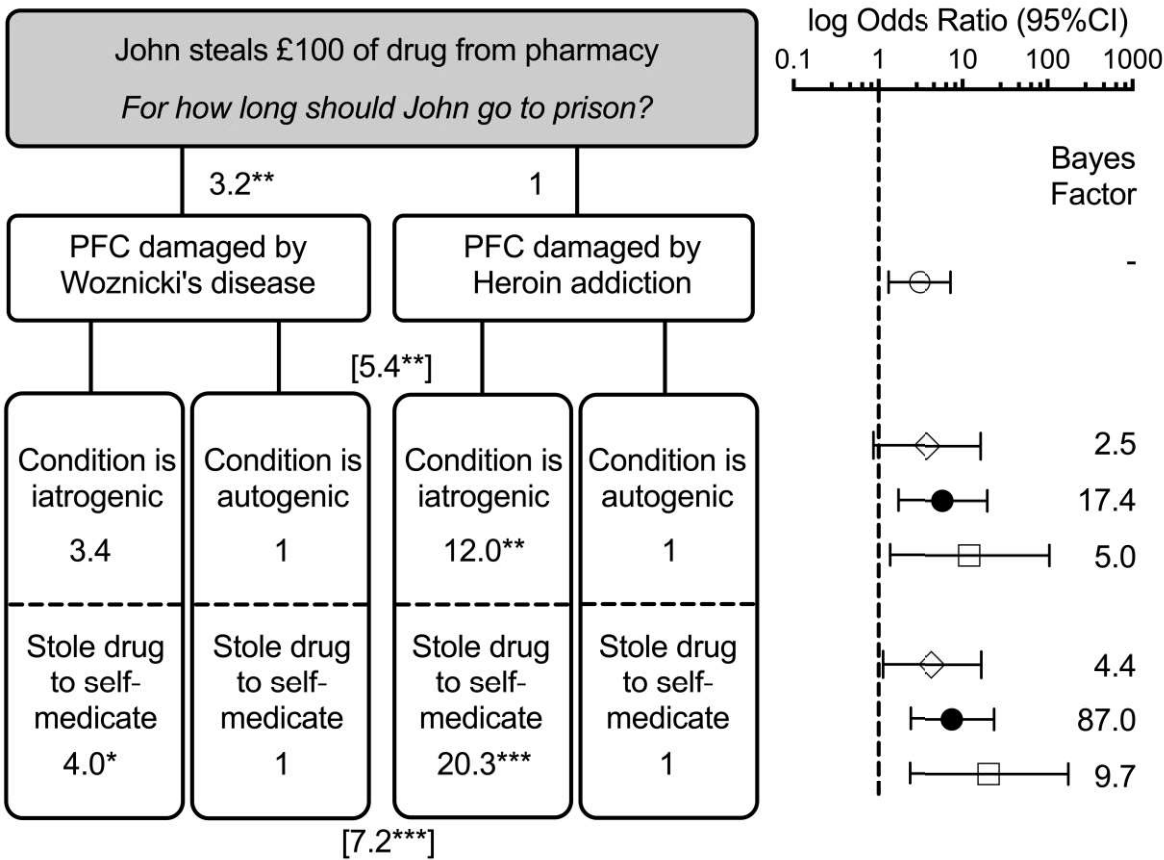 John steals £100 of drug from pharmacy
For how long should John go to prison?
3.2**
1
PFC damaged by
Woznicki's disease
PFC damaged by
Heroin addiction
[5.4**]
Condition is
iatrogenic
3.4
Condition is
autogenic
1
Condition is
iatrogenic
12.0**
Condition is
autogenic
1
Stole drug
to self-
medicate
4.0*
Stole drug
to self-
medicate
1
Stole drug
to self-
medicate
20.3***
Stole drug
to self-
medicate
1
[7.2***]
log Odds Ratio (95%CI)
0.1 1 10 100 1000
Bayes
Factor
-
2.5
17.4
5.0
4.4
87.0
9.7